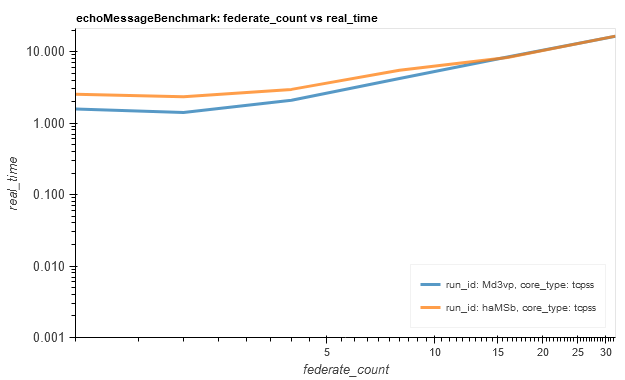 echoMessageBenchmark: federate_count vs real_time
10.000
1.000
0.100
0.010
0.001
real_time
run_id: Md3vp, core_type: tcpss
run_id: haMSb, core_type: tcpss
5 10 15 20 25 30
federate_count